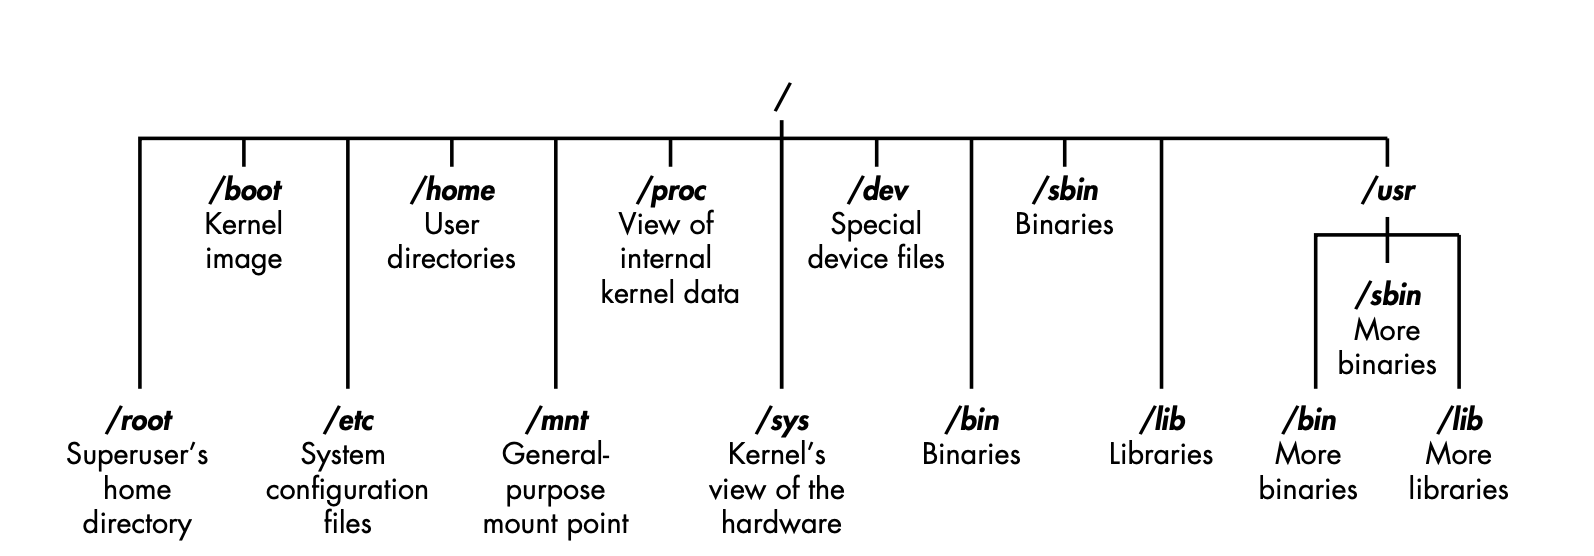 /
/boot
Kernel
image
/home
User
directories
/proc
View of
internal
kernel data
/dev
Special
device files
/sbin
Binaries
/usr
/sbin
More
binaries
/root
Superuser’s
home
directory
/etc
System
configuration
files
/mnt
General-
purpose
mount point
/sys
Kernel’s
view of the
hardware
/bin
Binaries
/lib
Libraries
/bin
More
binaries
/lib
More
libraries